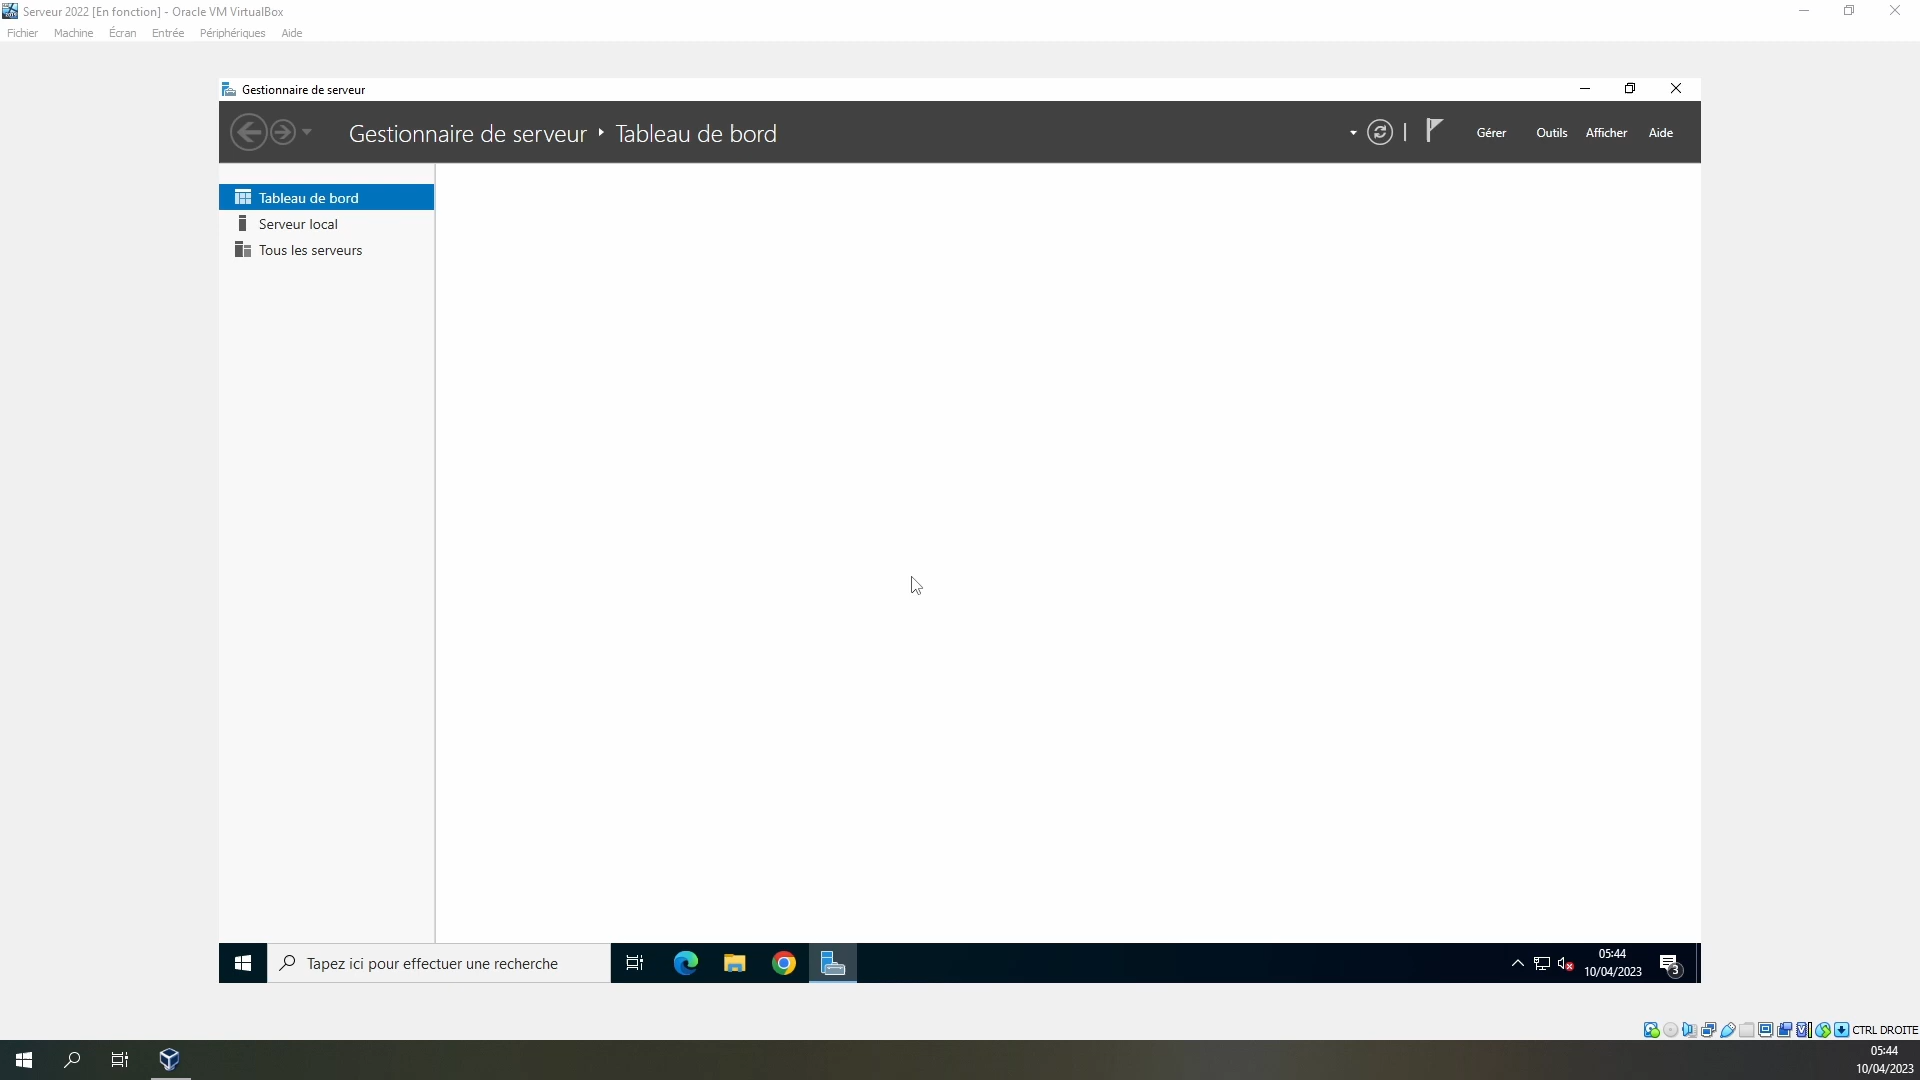 Serveur 2022 [En fonction] - Oracle VM VirtualBox
Fichier Machine Écran Entrée Périphériques Aide
Gestionnaire de serveur
Gestionnaire de serveur Tableau de bord
Gérer Outils Afficher Aide
Tableau de bord
Serveur local
Tous les serveurs
Tapez ici pour effectuer une recherche
05:44
10/04/2023
3
CTRL DROITE
05:44
10/04/2023